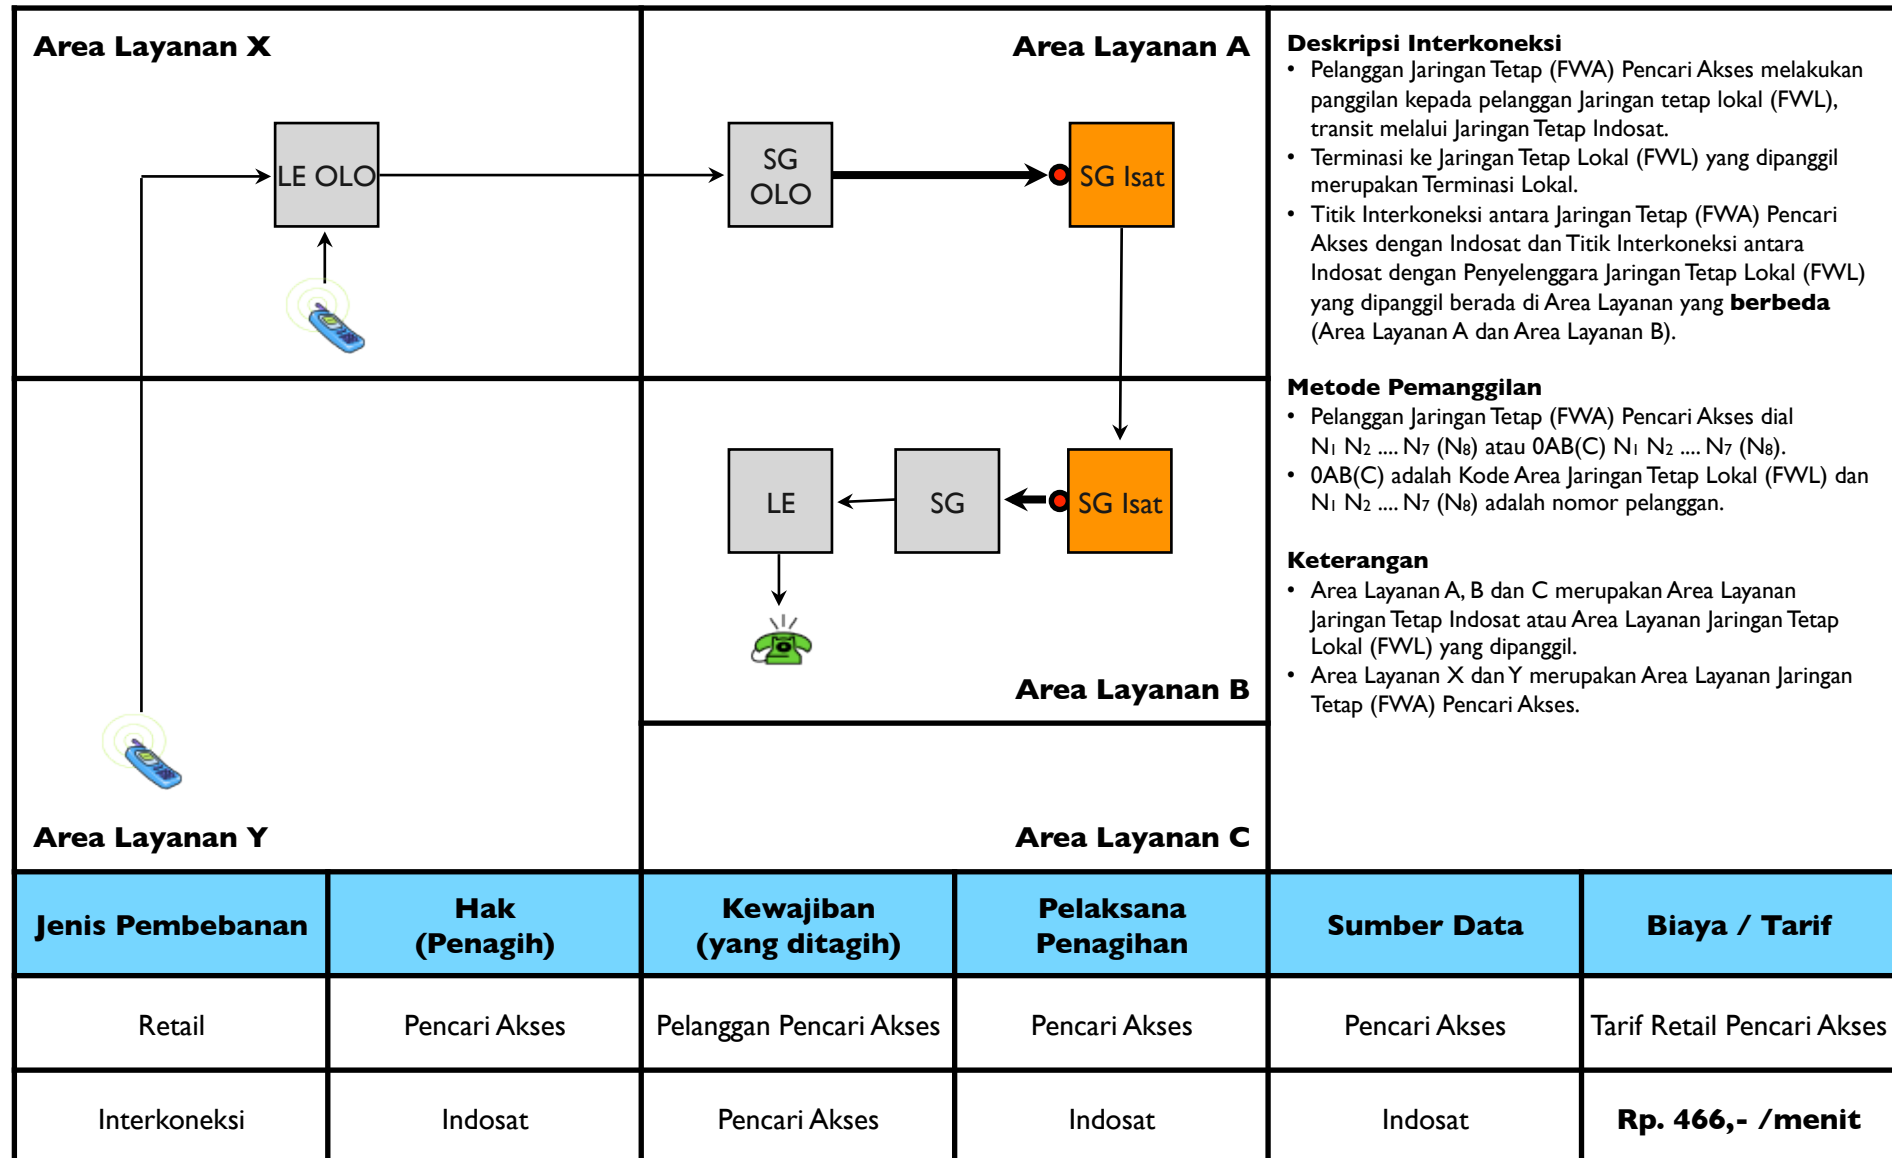 Area Layanan X
Area Layanan A
LE OLO
SG
OLO
SG Isat
LE
SG
SG Isat
Area Layanan B
Area Layanan Y
Area Layanan C
Deskripsi Interkoneksi
• Pelanggan Jaringan Tetap (FWA) Pencari Akses melakukan
panggilan kepada pelanggan Jaringan tetap lokal (FWL),
transit melalui Jaringan Tetap Indosat.
• Terminasi ke Jaringan Tetap Lokal (FWL) yang dipanggil
merupakan Terminasi Lokal.
• Titik Interkoneksi antara Jaringan Tetap (FWA) Pencari
Akses dengan Indosat dan Titik Interkoneksi antara
Indosat dengan Penyelenggara Jaringan Tetap Lokal (FWL)
yang dipanggil berada di Area Layanan yang berbeda
(Area Layanan A dan Area Layanan B).
Metode Pemanggilan
• Pelanggan Jaringan Tetap (FWA) Pencari Akses dial
N₁ N₂ .... N₇ (N₈) atau 0AB(C) N₁ N₂ .... N₇ (N₈).
• 0AB(C) adalah Kode Area Jaringan Tetap Lokal (FWL) dan
N₁ N₂ .... N₇ (N₈) adalah nomor pelanggan.
Keterangan
• Area Layanan A, B dan C merupakan Area Layanan
Jaringan Tetap Indosat atau Area Layanan Jaringan Tetap
Lokal (FWL) yang dipanggil.
• Area Layanan X dan Y merupakan Area Layanan Jaringan
Tetap (FWA) Pencari Akses.
Jenis Pembebanan
Hak
(Penagih)
Kewajiban
(yang ditagih)
Pelaksana
Penagihan
Sumber Data
Biaya / Tarif
Retail
Pencari Akses
Pelanggan Pencari Akses
Pencari Akses
Pencari Akses
Tarif Retail Pencari Akses
Interkoneksi
Indosat
Pencari Akses
Indosat
Indosat
Rp. 466,- /menit